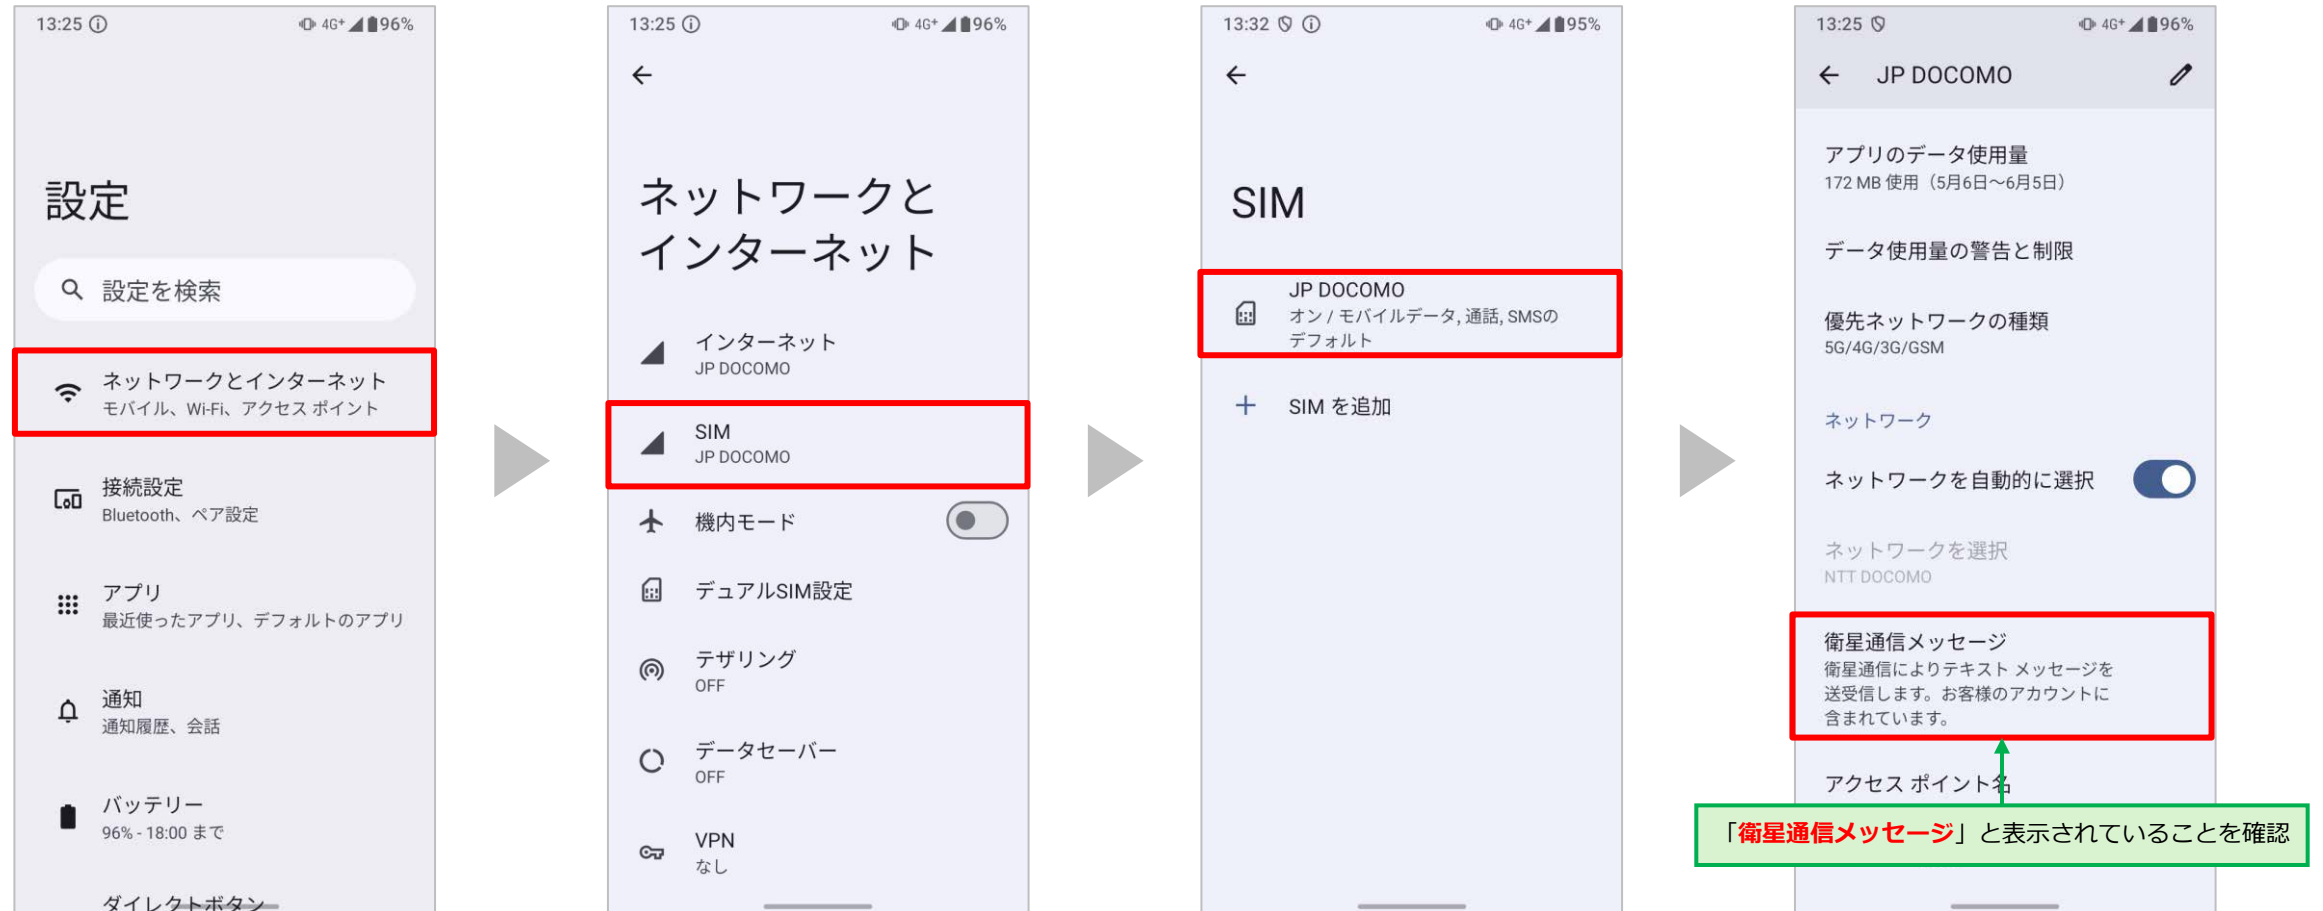 13:25 4G+ 96%
設定
設定を検索
ネットワークとインターネット
モバイル、Wi-Fi、アクセス ポイント
接続設定
Bluetooth、ペア設定
アプリ
最近使ったアプリ、デフォルトのアプリ
通知
通知履歴、会話
バッテリー
96% - 18:00 まで
ダイレクトボタン
13:25 4G+ 96%
ネットワークと
インターネット
インターネット
JP DOCOMO
SIM
JP DOCOMO
機内モード
デュアルSIM設定
テザリング
OFF
データセーバー
OFF
VPN
なし
13:32 4G+ 95%
SIM
JP DOCOMO
オン / モバイルデータ, 通話, SMSの
デフォルト
SIM を追加
13:25 4G+ 96%
JP DOCOMO
アプリのデータ使用量
172 MB 使用（5月6日～6月5日）
データ使用量の警告と制限
優先ネットワークの種類
5G/4G/3G/GSM
ネットワーク
ネットワークを自動的に選択
ネットワークを選択
NTT DOCOMO
衛星通信メッセージ
衛星通信によりテキスト メッセージを
送受信します。お客様のアカウントに
含まれています。
アクセス ポイント名
「衛星通信メッセージ」と表示されていることを確認